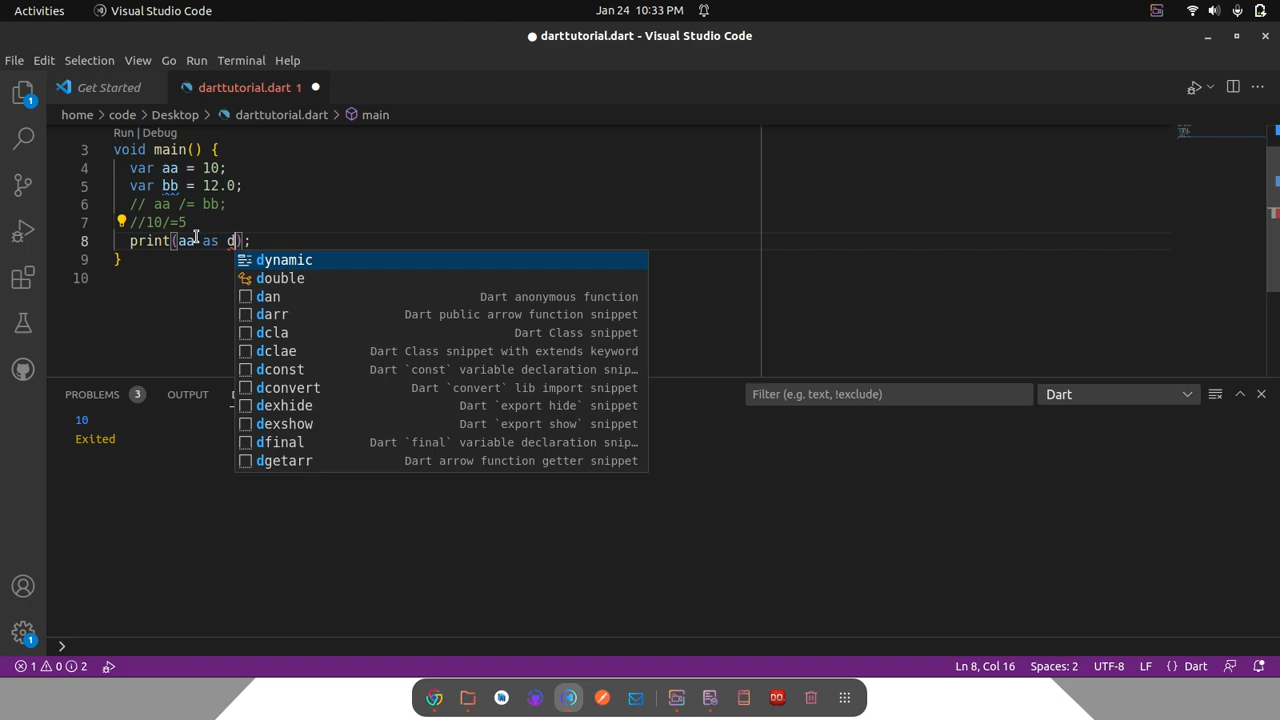 Activities
Visual Studio Code
Jan 24 10:33 PM
darttutorial.dart - Visual Studio Code
File Edit Selection View Go Run Terminal Help
1
Get Started
darttutorial.dart 1
home > code > Desktop > darttutorial.dart > main
Run | Debug
3 void main() {
4 var aa = 10;
5 var bb = 12.0;
6 // aa /= bb;
7 //10/=5
8 print(aa as d);
9 }
10
dynamic
double
dan Dart anonymous function
darr Dart public arrow function snippet
dcla Dart Class snippet
dclae Dart Class snippet with extends keyword
dconst Dart `const` variable declaration snip…
dconvert Dart `convert` lib import snippet
dexhide Dart `export hide` snippet
dexshow Dart `export show` snippet
dfinal Dart `final` variable declaration snip…
dgetarr Dart arrow function getter snippet
PROBLEMS 3 OUTPUT
Filter (e.g. text, !exclude)
Dart
10
Exited
1
1 0 2
Ln 8, Col 16 Spaces: 2 UTF-8 LF {} Dart